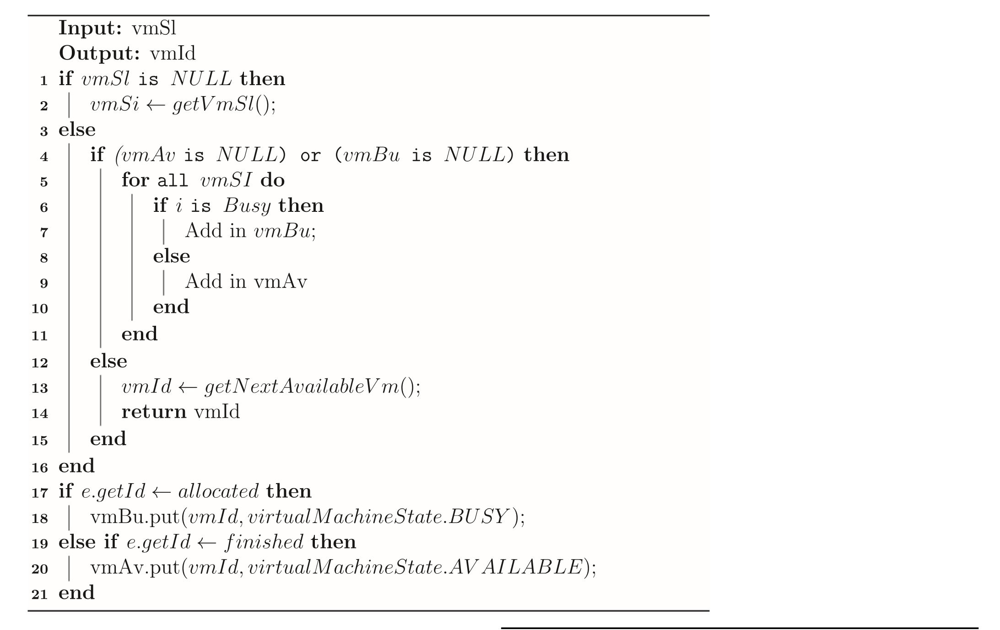 Input: vmSl
Output: vmId
1 if vmSl is NULL then
2 vmSi ← getVmSl();
3 else
4 if (vmAv is NULL) or (vmBu is NULL) then
5 for all vmSI do
6 if i is Busy then
7 Add in vmBu;
8 else
9 Add in vmAv
10 end
11 end
12 else
13 vmId ← getNextAvailableVm();
14 return vmId
15 end
16 end
17 if e.getId ← allocated then
18 vmBu.put(vmId, virtualMachineState.BUSY);
19 else if e.getId ← finished then
20 vmAv.put(vmId, virtualMachineState.AVAILABLE);
21 end